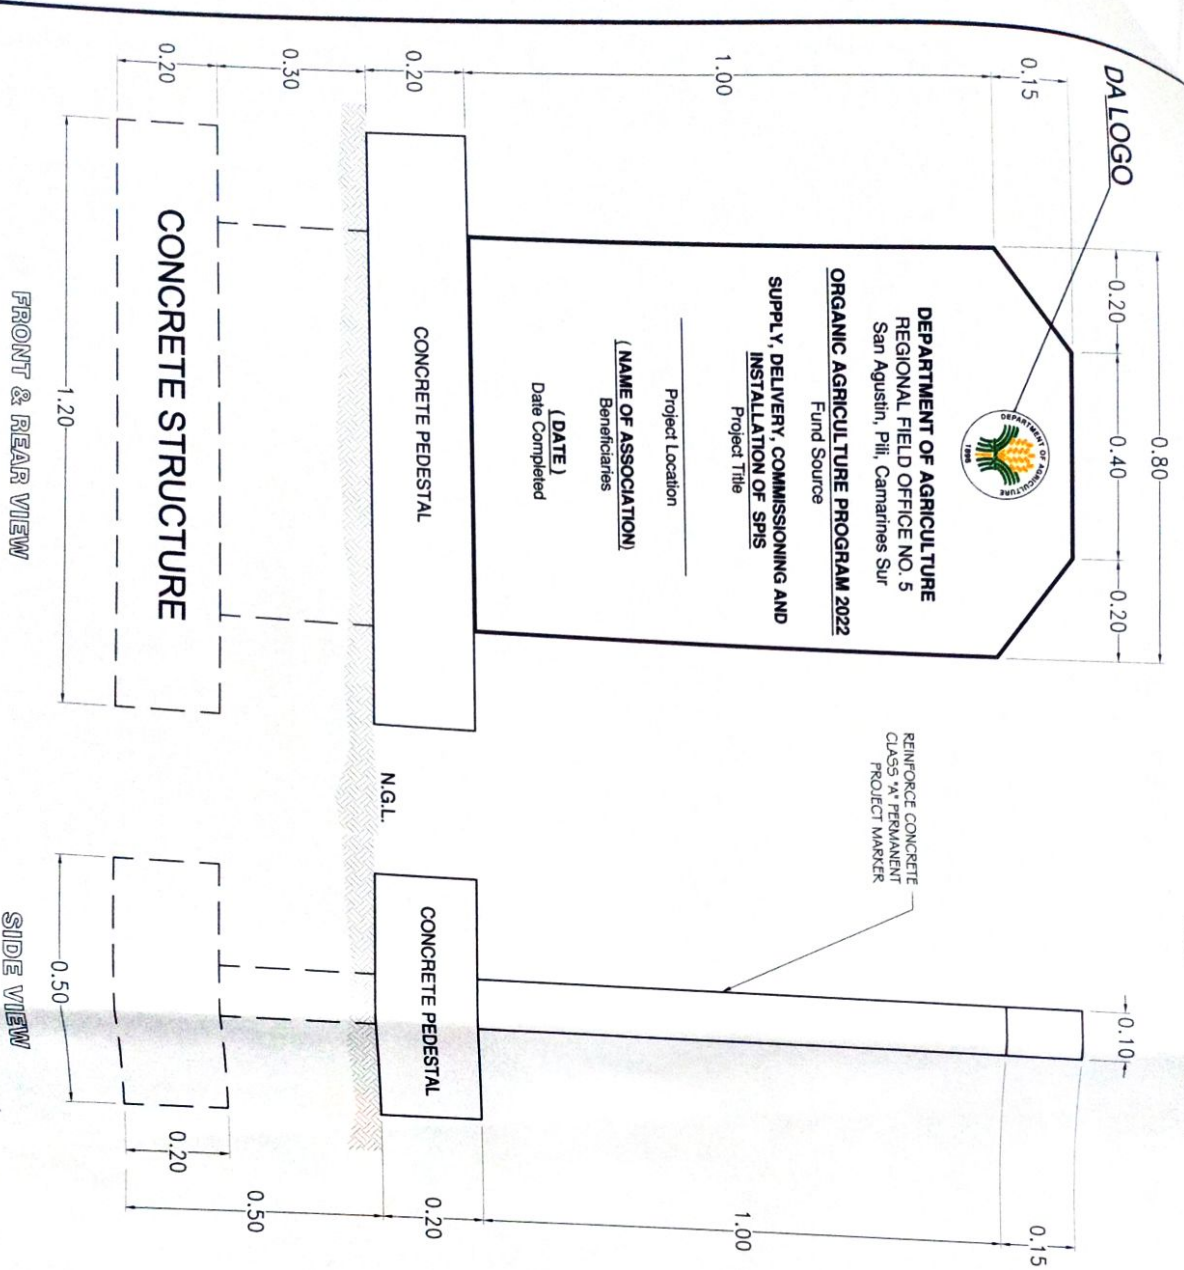 DA LOGO
0.80
0.20
0.40
0.20
0.15
1.00
0.20
0.30
0.20
DEPARTMENT OF AGRICULTURE
1898
DEPARTMENT OF AGRICULTURE
REGIONAL FIELD OFFICE NO. 5
San Agustin, Pili, Camarines Sur
ORGANIC AGRICULTURE PROGRAM 2022
Fund Source
SUPPLY, DELIVERY, COMMISSIONING AND
INSTALLATION OF SPIS
Project Title
Project Location
(NAME OF ASSOCIATION)
Beneficiaries
(DATE)
Date Completed
CONCRETE PEDESTAL
CONCRETE STRUCTURE
1.20
FRONT & REAR VIEW
0.10
REINFORCE CONCRETE
CLASS "A" PERMANENT
PROJECT MARKER
N.G.L.
CONCRETE PEDESTAL
0.15
1.00
0.20
0.50
0.20
0.50
SIDE VIEW